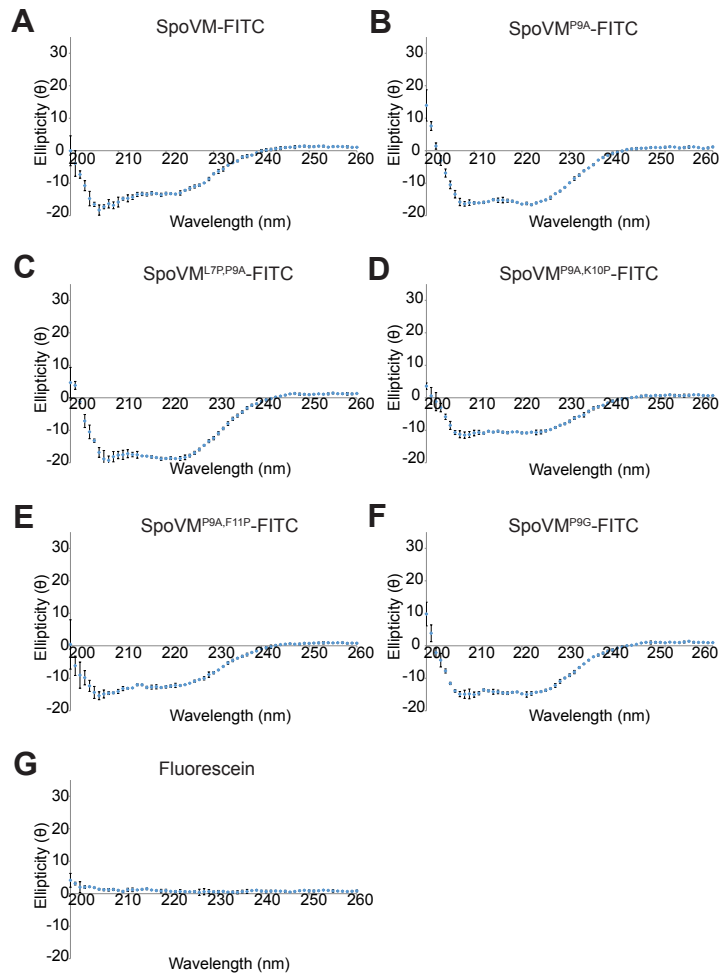 A
SpoVM-FITC
Ellipticity (θ)
30
20
10
0
-10
-20
200 210 220 230 240 250 260
Wavelength (nm)
B
SpoVMP9A-FITC
Ellipticity (θ)
30
20
10
0
-10
-20
200 210 220 230 240 250 260
Wavelength (nm)
C
SpoVML7P,P9A-FITC
Ellipticity (θ)
30
20
10
0
-10
-20
200 210 220 230 240 250 260
Wavelength (nm)
D
SpoVMP9A,K10P-FITC
Ellipticity (θ)
30
20
10
0
-10
-20
200 210 220 230 240 250 260
Wavelength (nm)
E
SpoVMP9A,F11P-FITC
Ellipticity (θ)
30
20
10
0
-10
-20
200 210 220 230 240 250 260
Wavelength (nm)
F
SpoVMP9G-FITC
Ellipticity (θ)
30
20
10
0
-10
-20
200 210 220 230 240 250 260
Wavelength (nm)
G
Fluorescein
Ellipticity (θ)
30
20
10
0
-10
-20
200 210 220 230 240 250 260
Wavelength (nm)